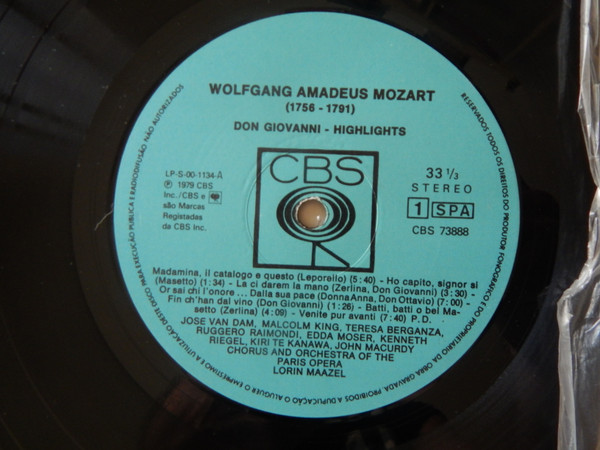 WOLFGANG AMADEUS MOZART
(1756 - 1791)
DON GIOVANNI - HIGHLIGHTS
LP-S-00-1134-A
℗ 1979 CBS
Inc./CBS e
são Marcas
Registadas
da CBS Inc.
CBS
33 1/3
STEREO
1 SPA
CBS 73888
Madamina, il catalogo e questo (Leporello) (5:40) - Ho capito, signor si
(Masetto) (1:34) - La ci darem la mano (Zerlina, Don Giovanni) (3:30) -
Or sai chi l'onore... Dalla sua pace (Donna Anna, Don Ottavio) (7:00) -
Fin ch'han dal vino (Don Giovanni) (1:26) - Batti, batti o bel Ma-
setto (Zerlina) (4:09) - Venite pur avanti (7:40) P.D.
JOSE VAN DAM, MALCOLM KING, TERESA BERGANZA,
RUGGERO RAIMONDI, EDDA MOSER, KENNETH
RIEGEL, KIRI TE KANAWA, JOHN MACURDY
CHORUS AND ORCHESTRA OF THE
PARIS OPERA
LORIN MAAZEL
RESERVADOS TODOS OS DIREITOS DO PRODUTOR FONOGRÁFICO E DO PROPRIETARIO DA OBRA GRAVADA. PROIBIDOS A DUPLICAÇÃO O ALUGUER O EMPRESTIMO E A UTILIZAÇÃO DESTE DISCO PARA EXECUÇÃO PUBLICA E RADIODIFUSÃO NÃO AUTORIZADOS